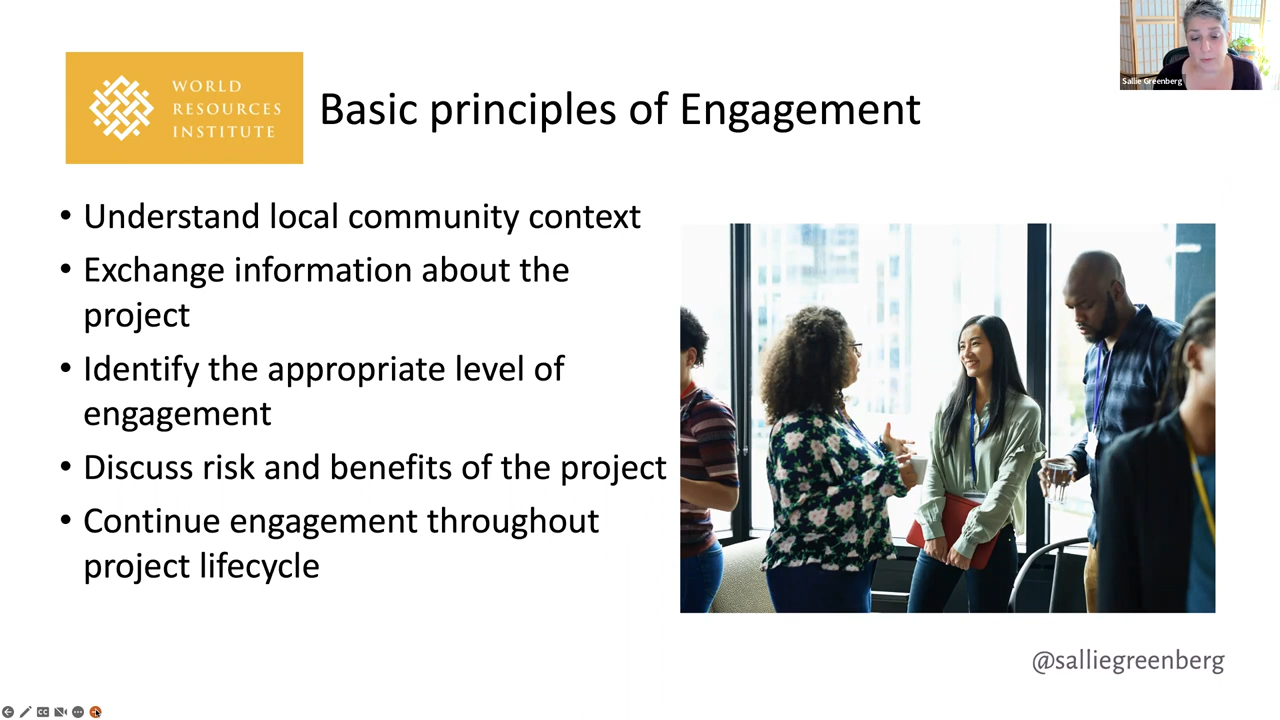 WORLD
RESOURCES
INSTITUTE
Basic principles of Engagement
• Understand local community context
• Exchange information about the
project
• Identify the appropriate level of
engagement
• Discuss risk and benefits of the project
• Continue engagement throughout
project lifecycle
@salliegreenberg
Sallie Greenberg
CC